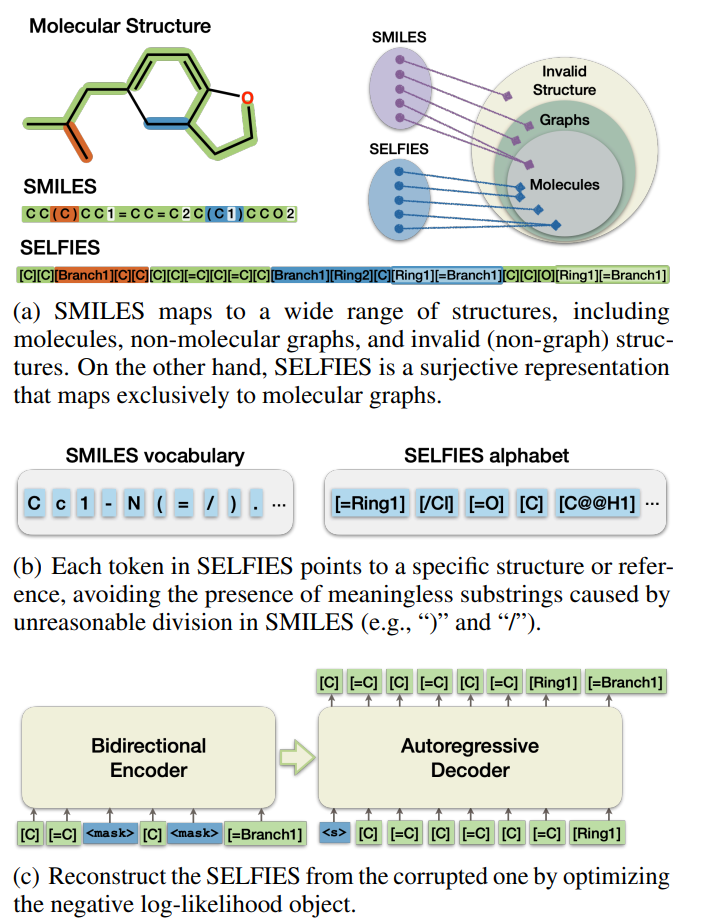 Molecular Structure
O
SMILES
CC(C)CC1=CC=C2C(C1)CCO2
SELFIES
[C][C][Branch1][C][C][C][C][=C][C][=C][C][Branch1][Ring2][C][Ring1][=Branch1][C][C][O][Ring1][=Branch1]
SMILES
SELFIES
Invalid
Structure
Graphs
Molecules
(a) SMILES maps to a wide range of structures, including
molecules, non-molecular graphs, and invalid (non-graph) struc-
tures. On the other hand, SELFIES is a surjective representation
that maps exclusively to molecular graphs.
SMILES vocabulary
C c 1 - N ( = / ) . ...
SELFIES alphabet
[=Ring1] [/Cl] [=O] [C] [C@@H1] ...
(b) Each token in SELFIES points to a specific structure or refer-
ence, avoiding the presence of meaningless substrings caused by
unreasonable division in SMILES (e.g., “)” and “/”).
[C] [=C] [C] [=C] [C] [=C] [Ring1] [=Branch1]
Bidirectional
Encoder
Autoregressive
Decoder
[C] [=C] <mask> [C] <mask> [=Branch1]
<s> [C] [=C] [C] [=C] [C] [=C] [Ring1]
(c) Reconstruct the SELFIES from the corrupted one by optimizing
the negative log-likelihood object.